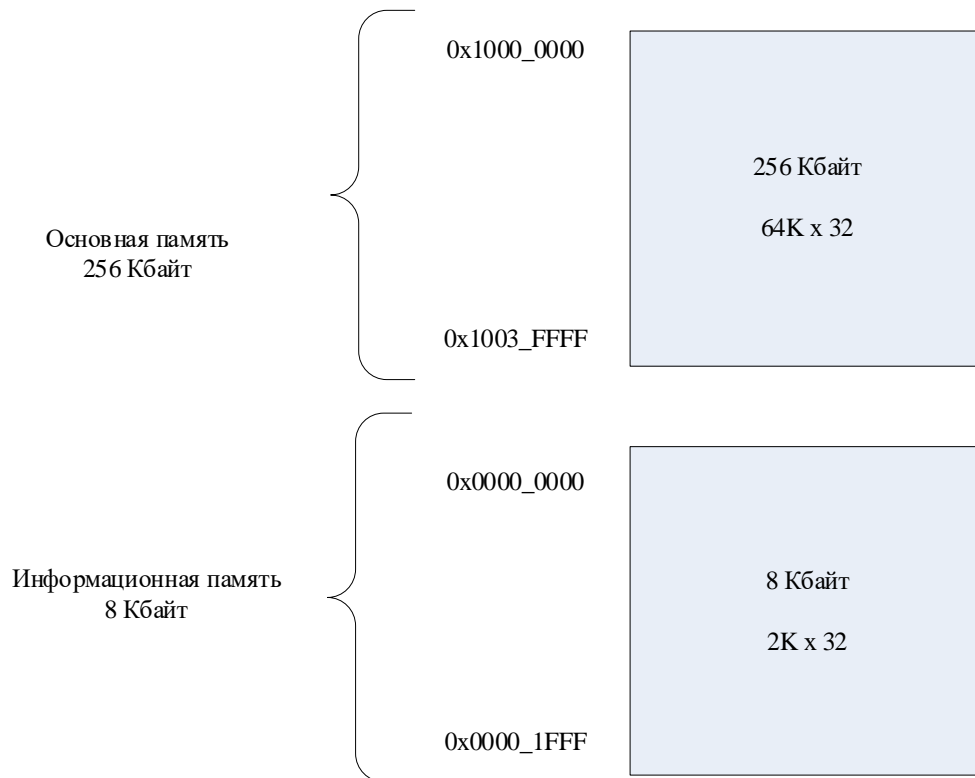 0x1000_0000
256 Кбайт
64K x 32
Основная память
256 Кбайт
0x1003_FFFF
0x0000_0000
Информационная память
8 Кбайт
8 Кбайт
2K x 32
0x0000_1FFF